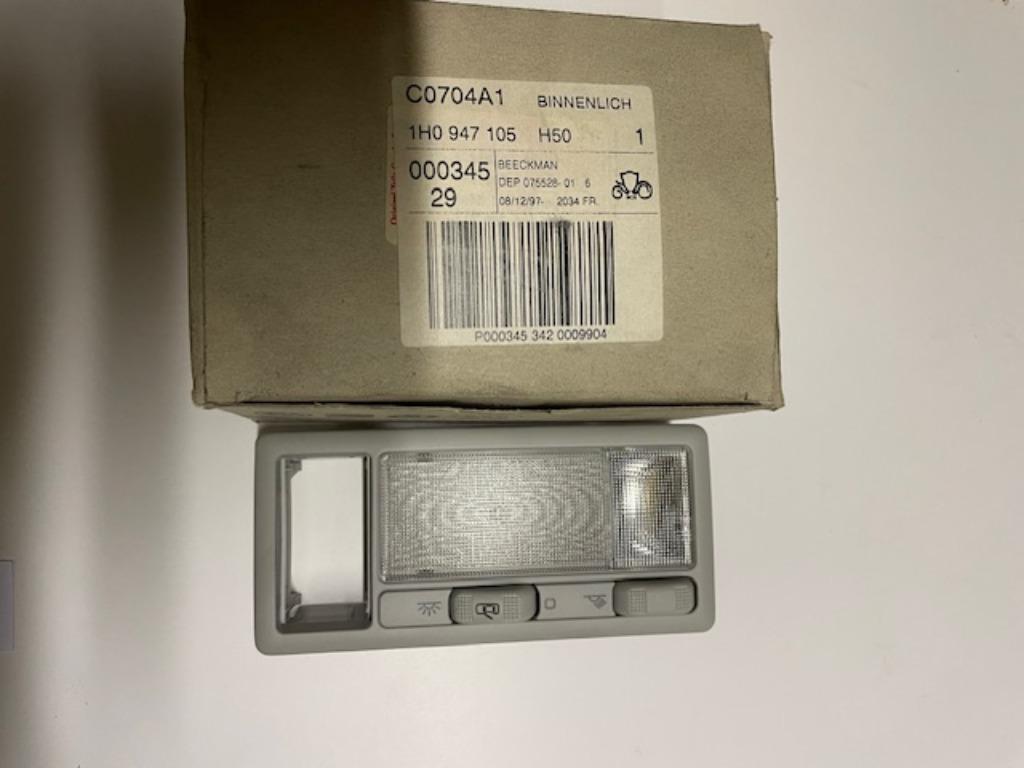 C0704A1 BINNENLICH
1H0 947 105 H50 1
000345
29
BEECKMAN
DEP 075528- 01 6
08/12/97- 2034 FR.
P000345 342 0009904